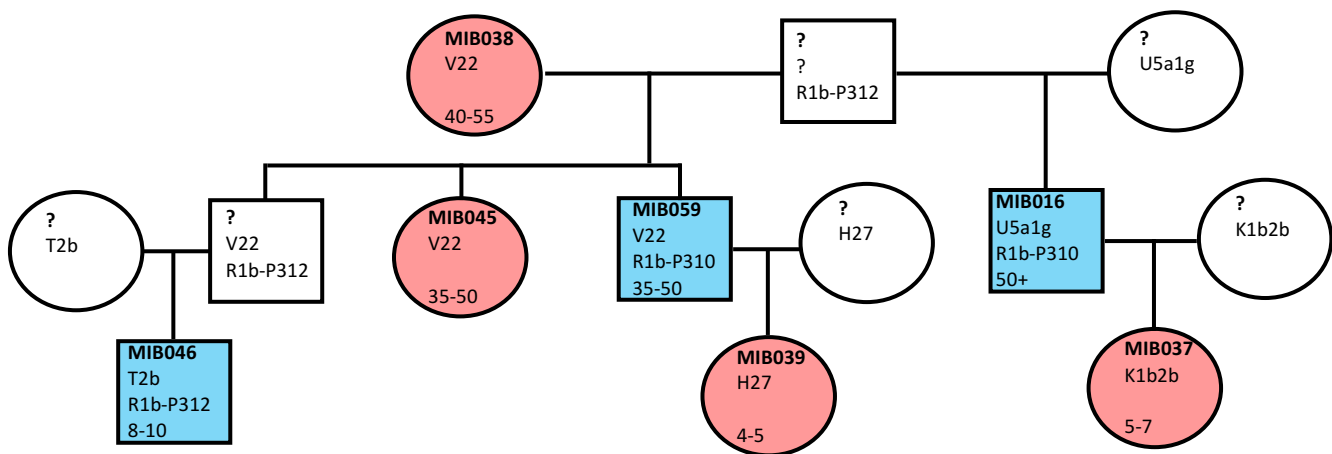 MIB038
V22
40-55
?
?
R1b-P312
?
U5a1g
?
T2b
?
V22
R1b-P312
MIB045
V22
35-50
MIB059
V22
R1b-P310
35-50
?
H27
MIB016
U5a1g
R1b-P310
50+
?
K1b2b
MIB046
T2b
R1b-P312
8-10
MIB039
H27
4-5
MIB037
K1b2b
5-7